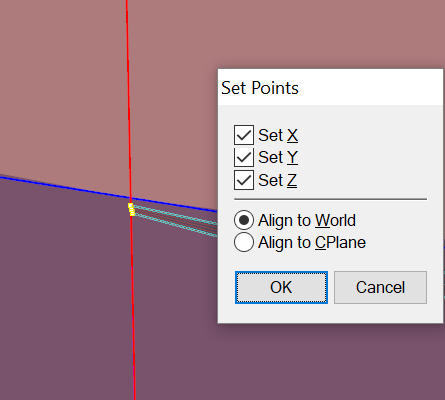 Set Points
Set X
Set Y
Set Z
Align to World
Align to CPlane
OK Cancel